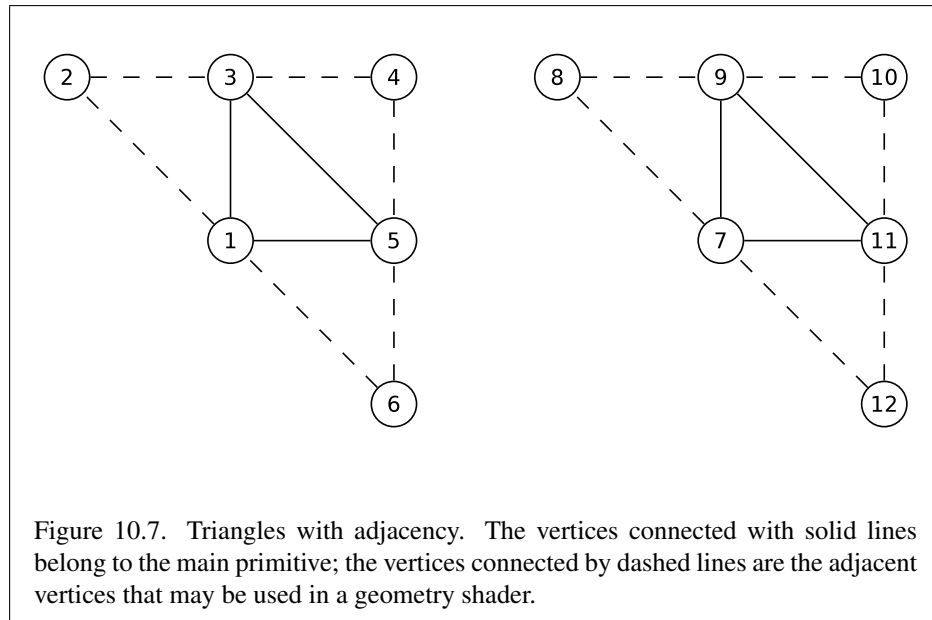 2 3 4 8 9 10
1 5 7 11
6 12
Figure 10.7. Triangles with adjacency. The vertices connected with solid lines
belong to the main primitive; the vertices connected by dashed lines are the adjacent
vertices that may be used in a geometry shader.